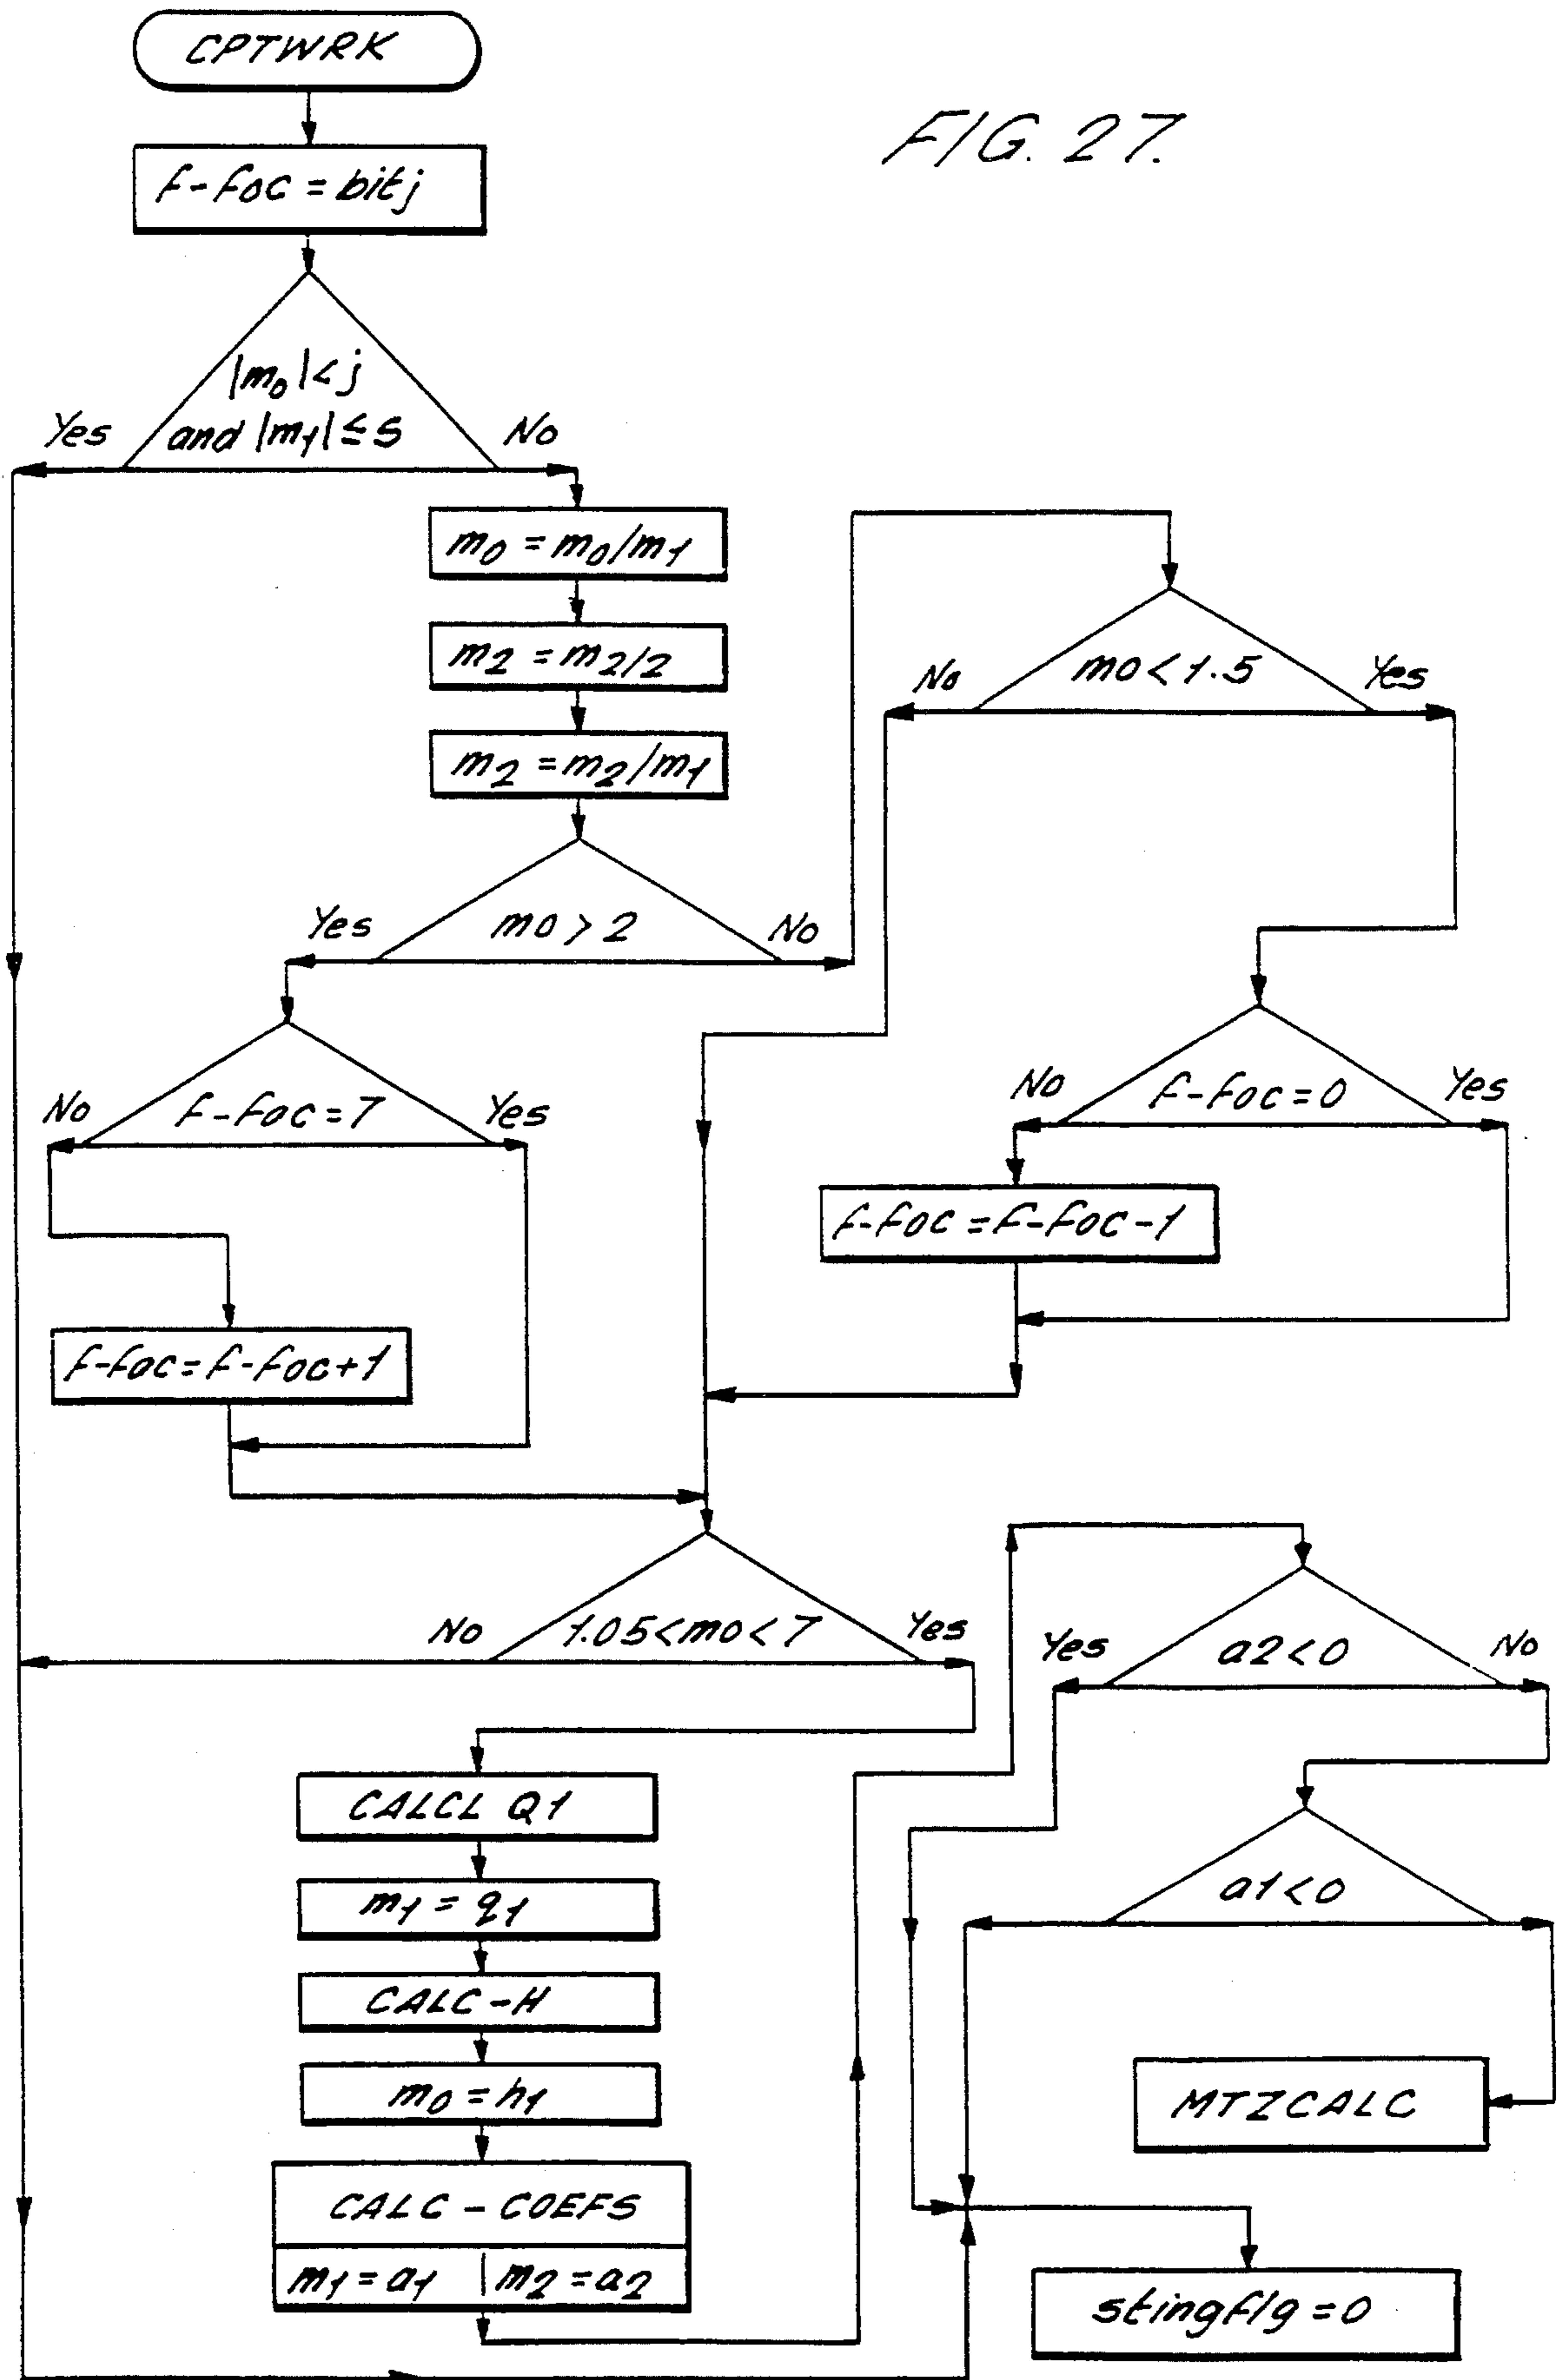 CPTWRK
FIG. 27.
f-foc = bitj
|m0| < j
and |m1| ≤ s
Yes
No
m0 = m0/m1
m2 = m2/2
m2 = m2/m1
m0 < 1.5
No
Yes
m0 > 2
Yes
No
f-foc = 7
No
Yes
f-foc = 0
No
Yes
f-foc = f-foc - 1
f-foc = f-foc + 1
1.05 < m0 < 7
No
Yes
a2 < 0
Yes
No
CALCL Q1
m1 = q1
a1 < 0
CALC - H
m0 = h1
MTZCALC
CALC - COEFS
m1 = a1 | m2 = a2
stingflg = 0